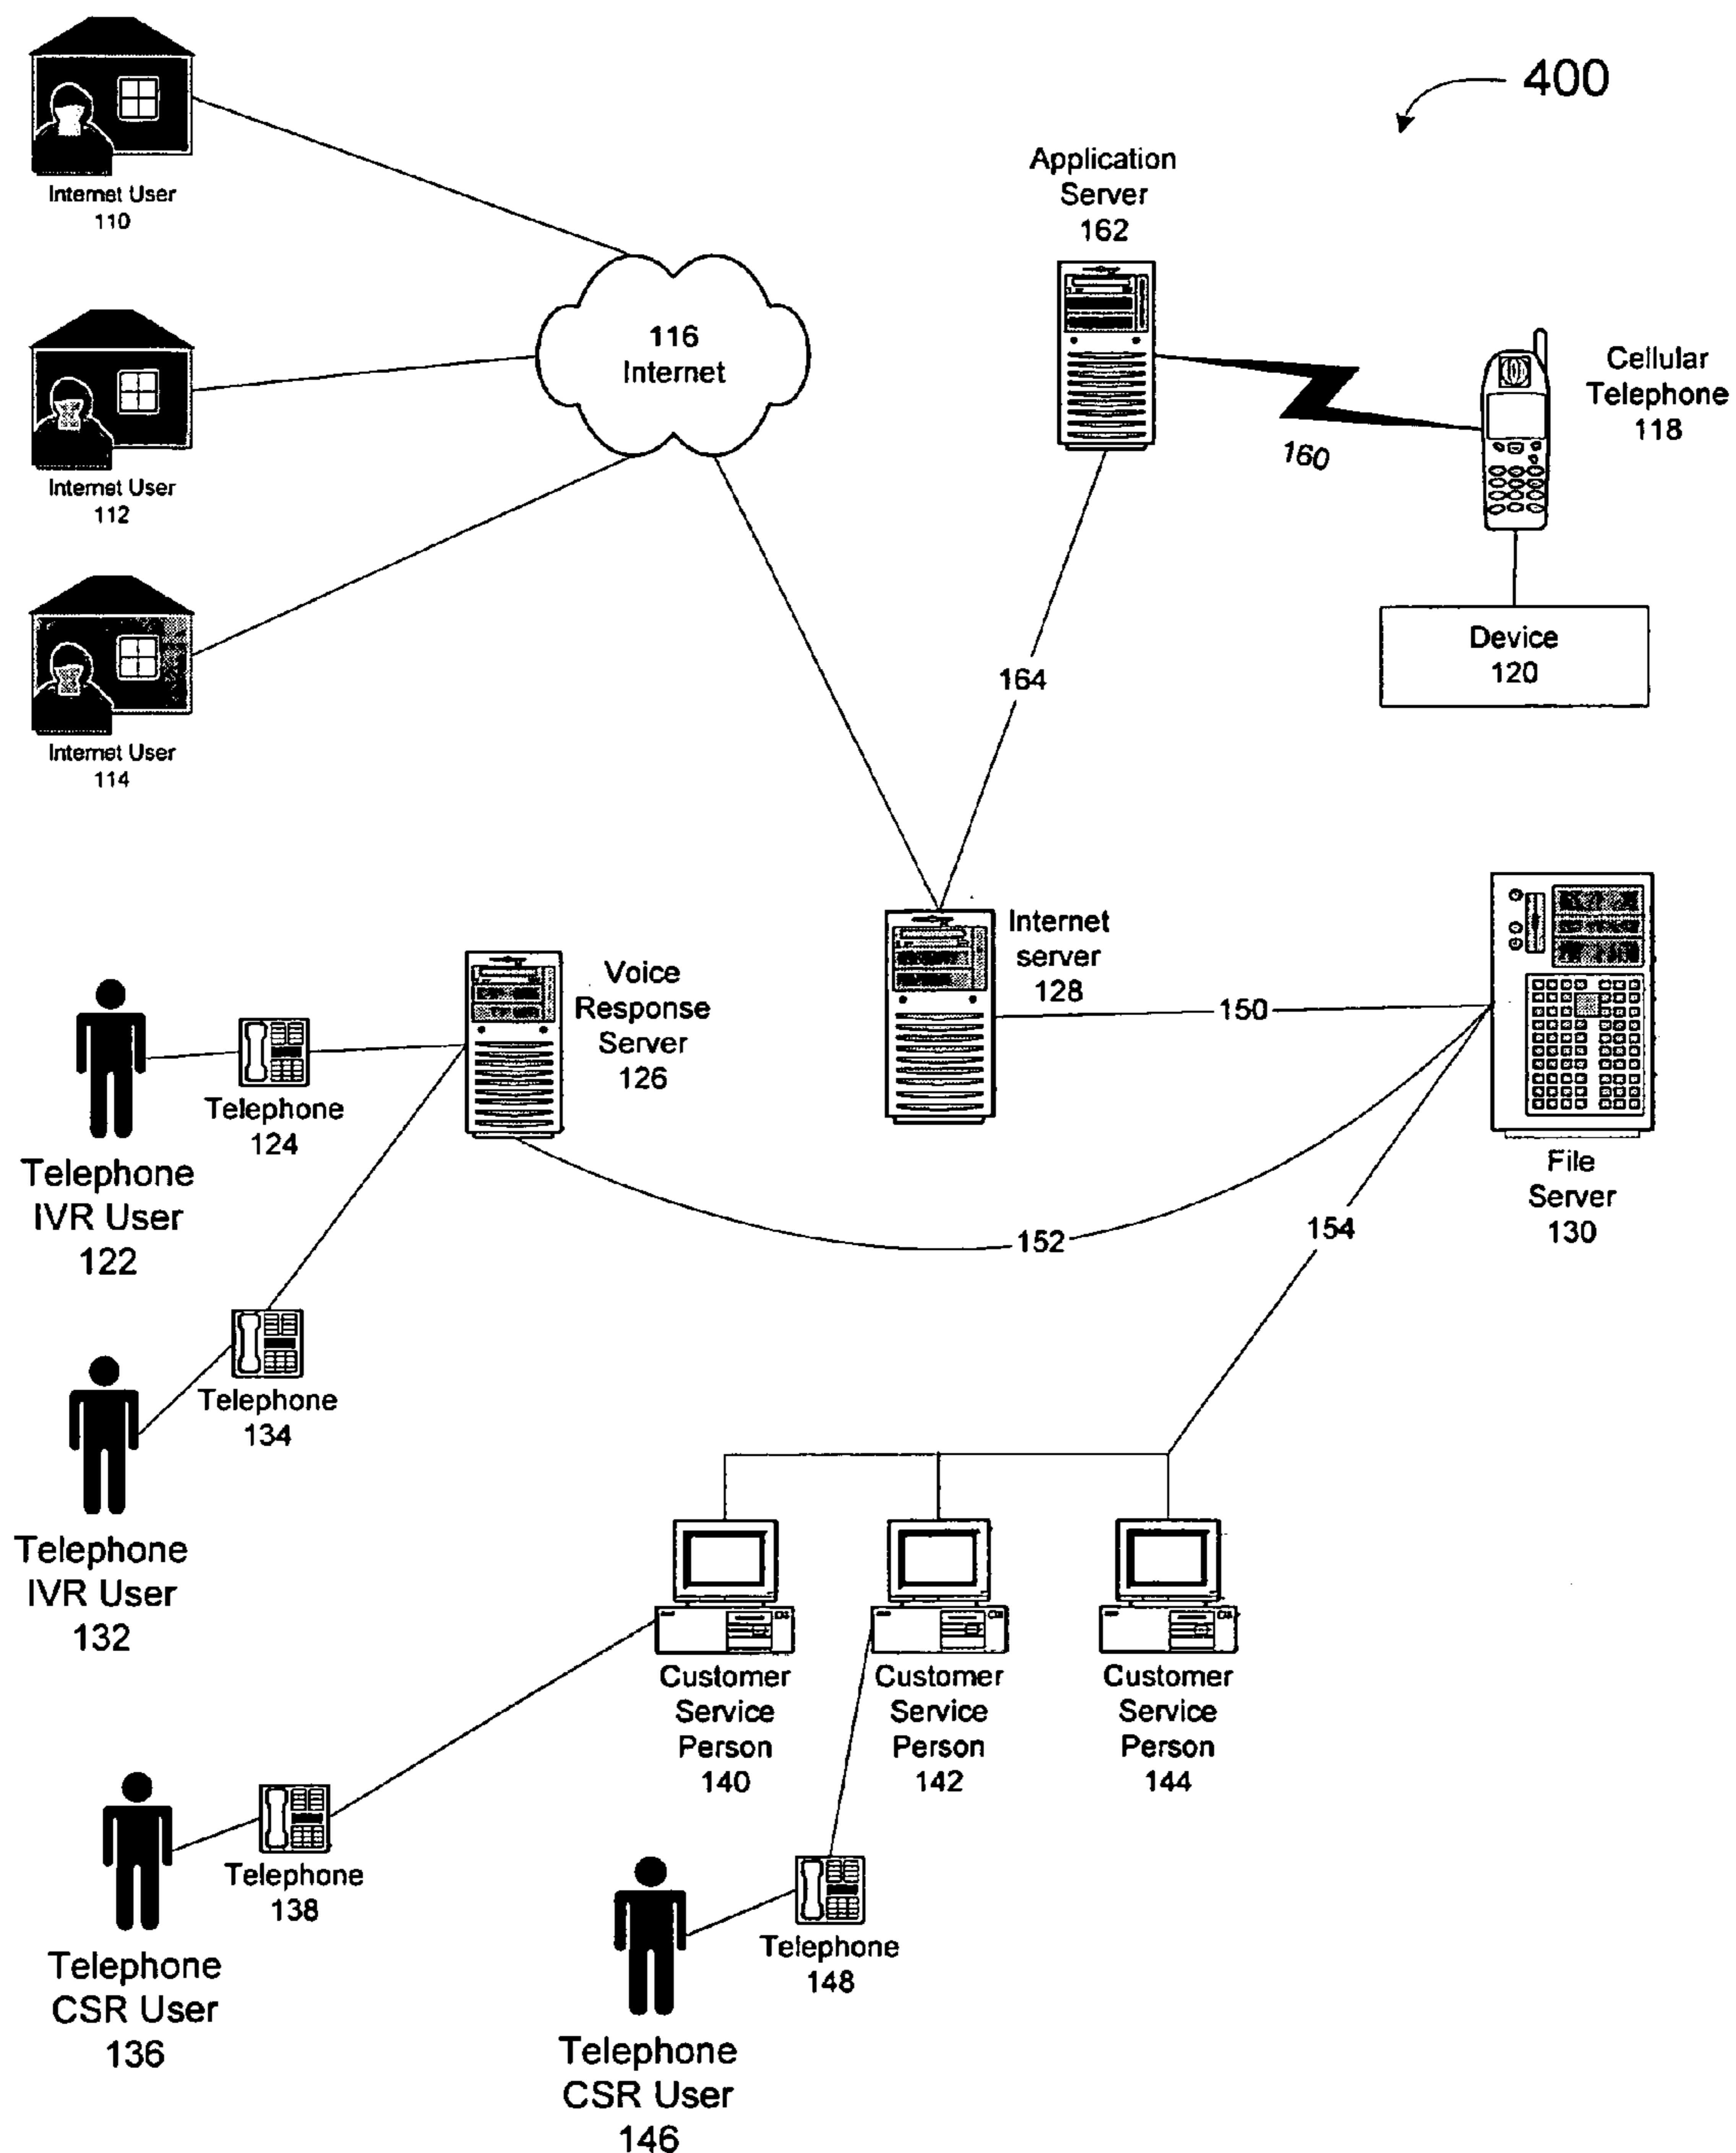 400
Internet User
110
Application
Server
162
116
Internet
Cellular
Telephone
118
160
Internet User
112
Device
120
164
Internet User
114
Internet
server
128
Voice
Response
Server
126
150
Telephone
124
Telephone
IVR User
122
File
Server
130
152
154
Telephone
134
Telephone
IVR User
132
Customer
Service
Person
140
Customer
Service
Person
142
Customer
Service
Person
144
Telephone
138
Telephone
CSR User
136
Telephone
148
Telephone
CSR User
146